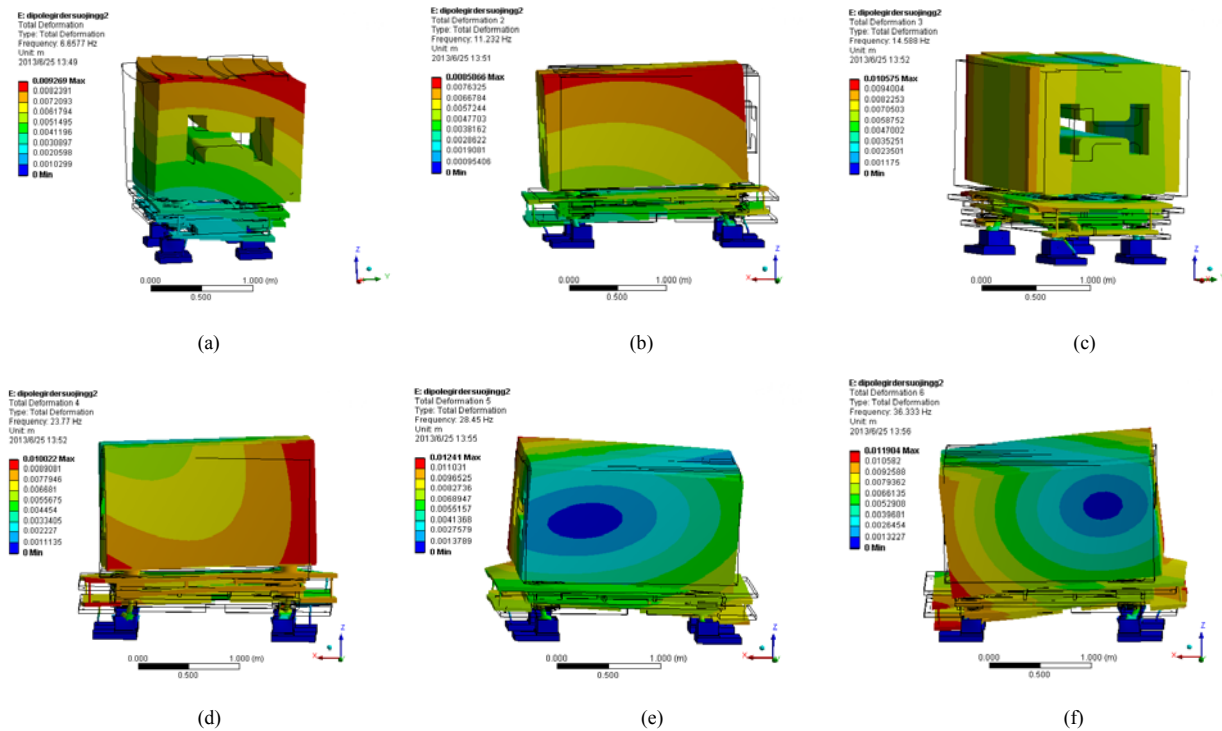 E: dipolegirdersuojingg2
Total Deformation
Type: Total Deformation
Frequency: 6.6577 Hz
Unit: m
2013/6/25 13:49
0.009269 Max
0.0082391
0.0072093
0.0061794
0.0051495
0.0041196
0.0030897
0.0020598
0.0010299
0 Min
0.000
1.000 (m)
0.500
Z
Y
(a)
E: dipolegirdersuojingg2
Total Deformation 2
Type: Total Deformation
Frequency: 11.232 Hz
Unit: m
2013/6/25 13:51
0.0085866 Max
0.0076325
0.0066784
0.0057244
0.0047703
0.0038162
0.0028622
0.0019081
0.00095406
0 Min
0.000
1.000 (m)
0.500
X
Z
(b)
E: dipolegirdersuojingg2
Total Deformation 3
Type: Total Deformation
Frequency: 14.588 Hz
Unit: m
2013/6/25 13:52
0.010575 Max
0.0094004
0.0082253
0.0070503
0.0058752
0.0047002
0.0035251
0.0023501
0.001175
0 Min
0.000
1.000 (m)
0.500
Z
(c)
E: dipolegirdersuojingg2
Total Deformation 4
Type: Total Deformation
Frequency: 23.77 Hz
Unit: m
2013/6/25 13:52
0.010022 Max
0.0089081
0.0077946
0.006681
0.0055675
0.004454
0.0033405
0.002227
0.0011135
0 Min
0.000
1.000 (m)
0.500
X
Z
(d)
E: dipolegirdersuojingg2
Total Deformation 5
Type: Total Deformation
Frequency: 28.45 Hz
Unit: m
2013/6/25 13:55
0.01241 Max
0.011031
0.0096525
0.0082736
0.0068947
0.0055157
0.0041368
0.0027579
0.0013789
0 Min
0.000
1.000 (m)
0.500
X
Z
(e)
E: dipolegirdersuojingg2
Total Deformation 6
Type: Total Deformation
Frequency: 36.333 Hz
Unit: m
2013/6/25 13:56
0.011904 Max
0.010582
0.0092588
0.0079362
0.0066135
0.0052908
0.0039681
0.0026454
0.0013227
0 Min
0.000
1.000 (m)
0.500
X
Z
(f)